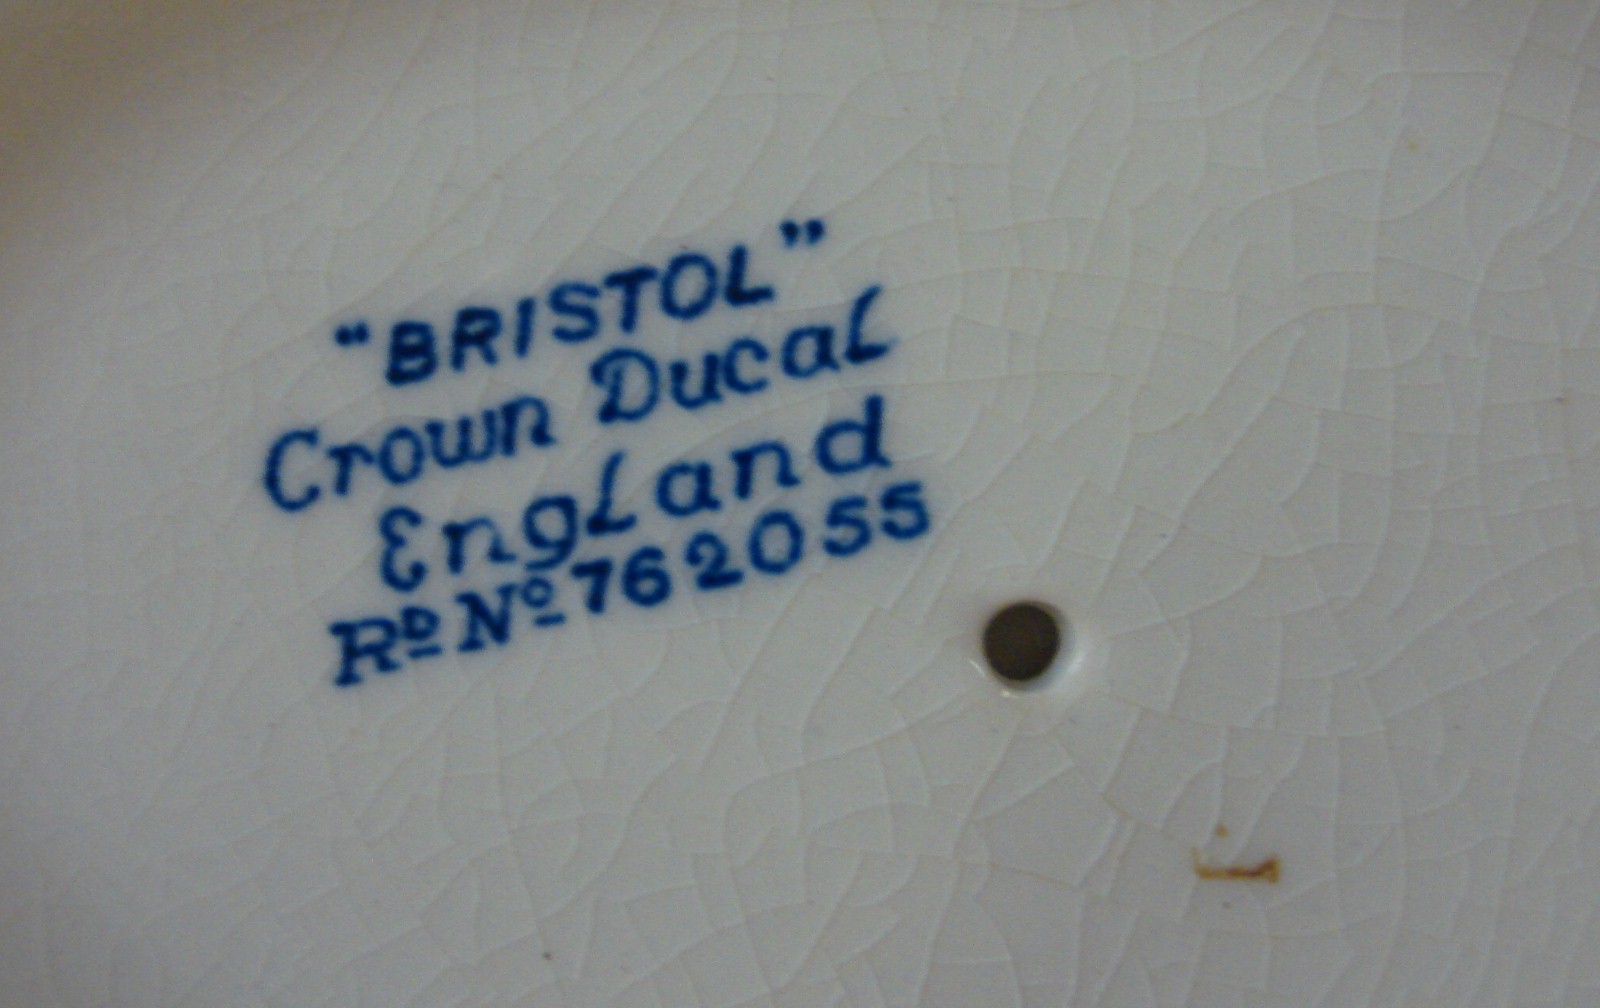 “BRISTOL”
Crown Ducal
England
RD No 762055